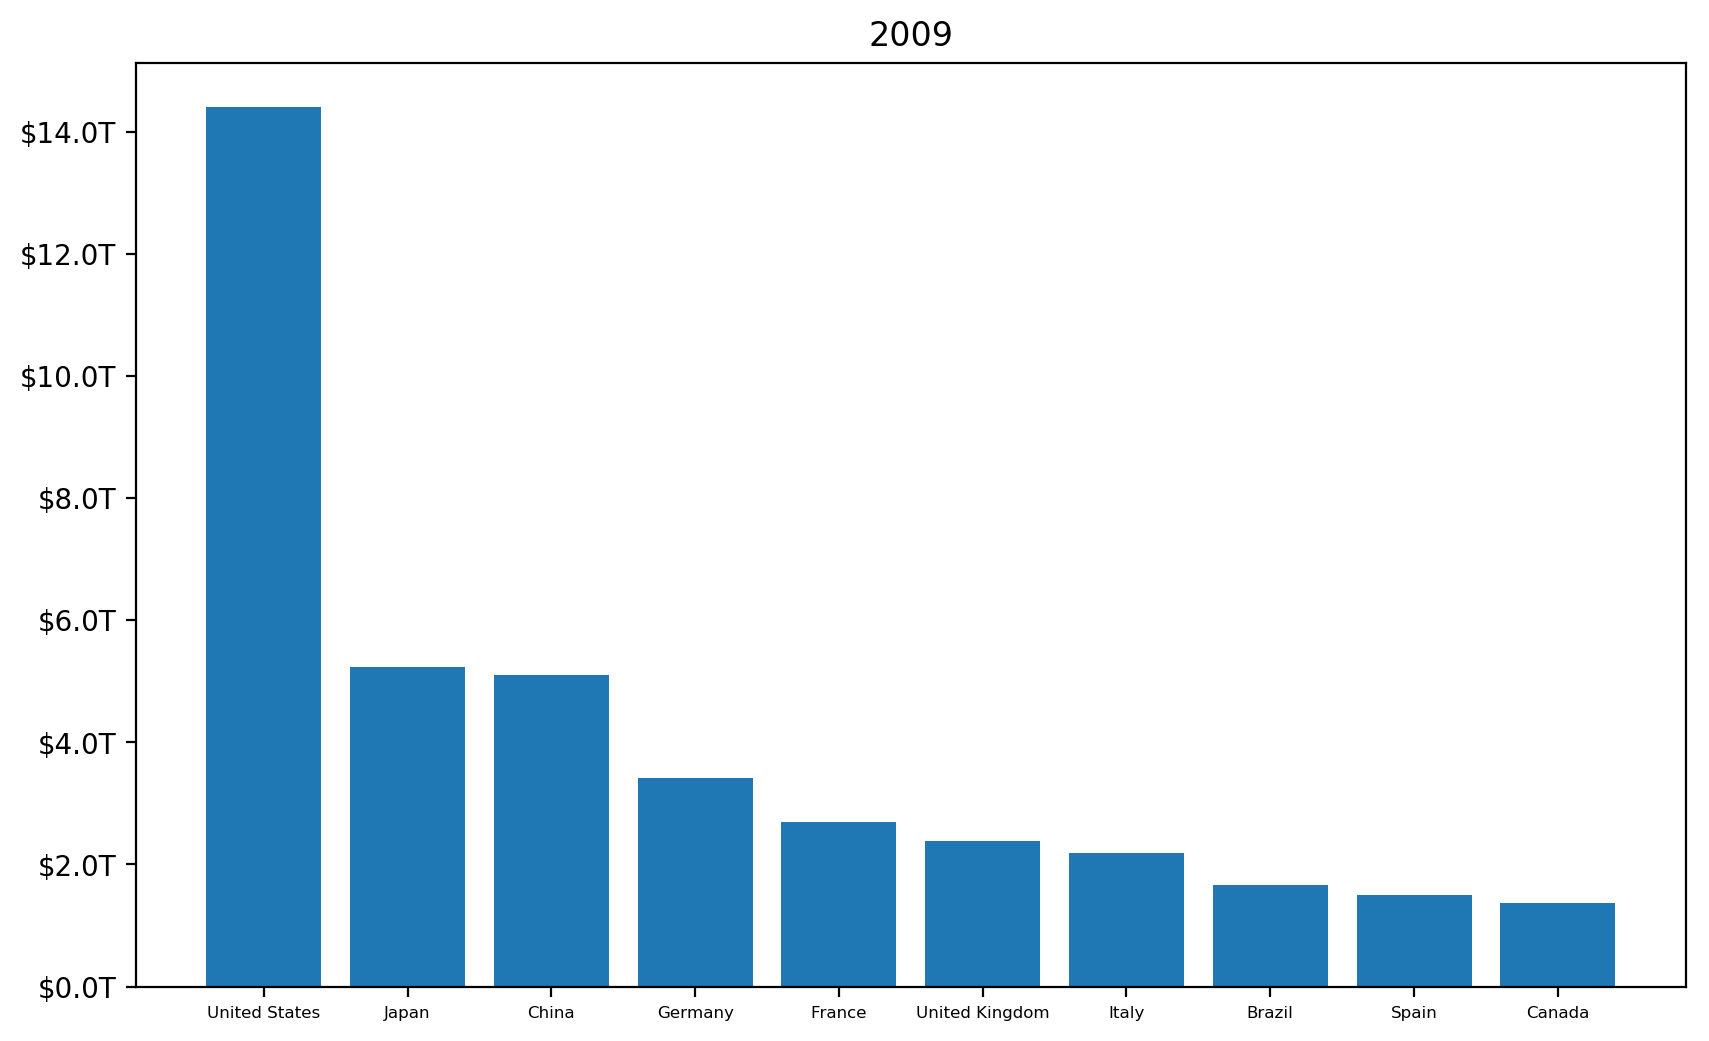 2009
$14.0T
$12.0T
$10.0T
$8.0T
$6.0T
$4.0T
$2.0T
$0.0T
United States Japan China Germany France United Kingdom Italy Brazil Spain Canada